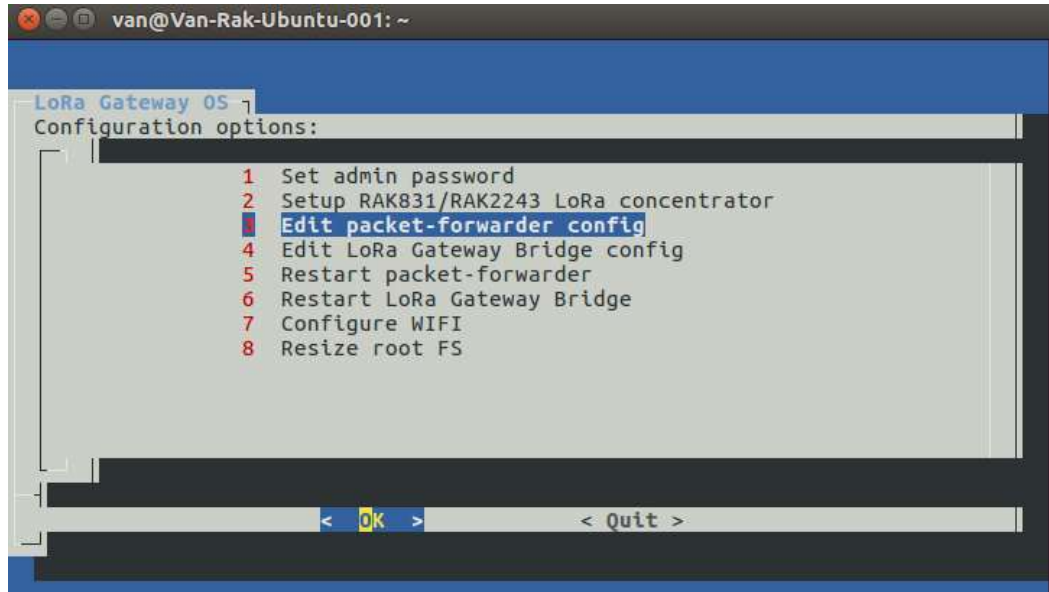 van@Van-Rak-Ubuntu-001: ~
LoRa Gateway OS
Configuration options:
1 Set admin password
2 Setup RAK831/RAK2243 LoRa concentrator
3 Edit packet-forwarder config
4 Edit LoRa Gateway Bridge config
5 Restart packet-forwarder
6 Restart LoRa Gateway Bridge
7 Configure WIFI
8 Resize root FS
< OK > < Quit >